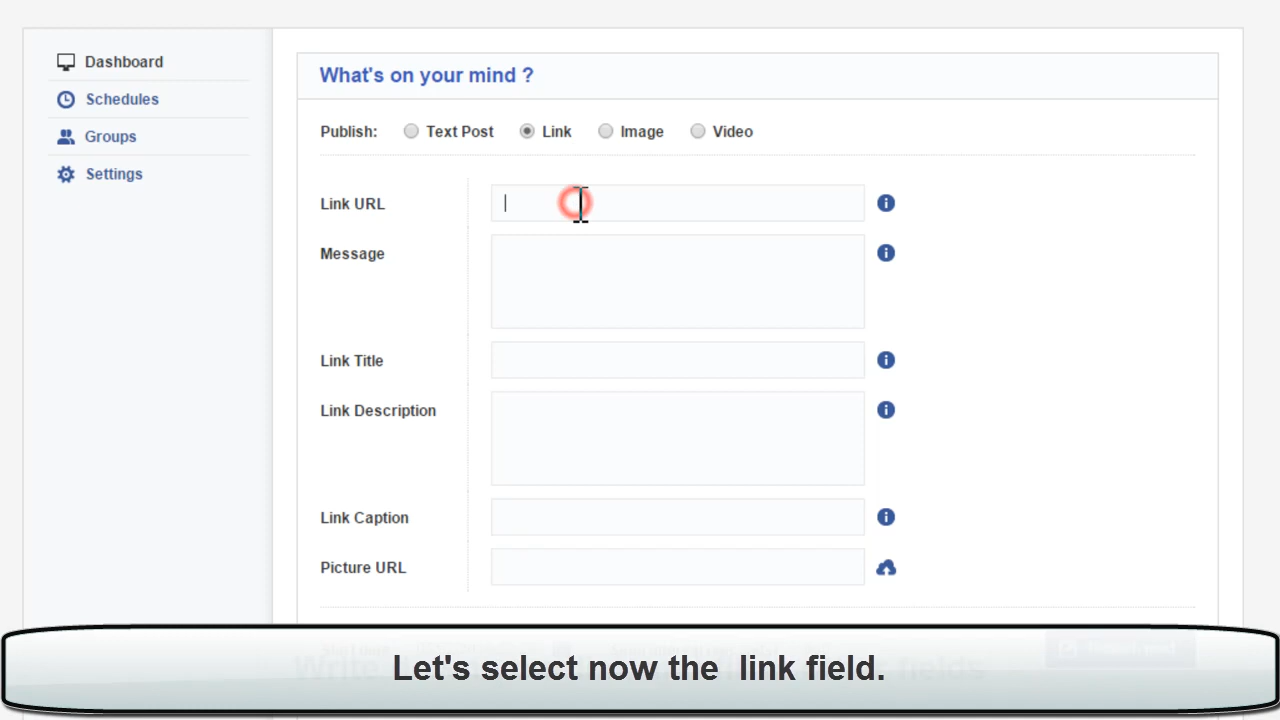 Dashboard
Schedules
Groups
Settings
What's on your mind ?
Publish: Text Post Link Image Video
Link URL
Message
Link Title
Link Description
Link Caption
Picture URL
Let's select now the link field.